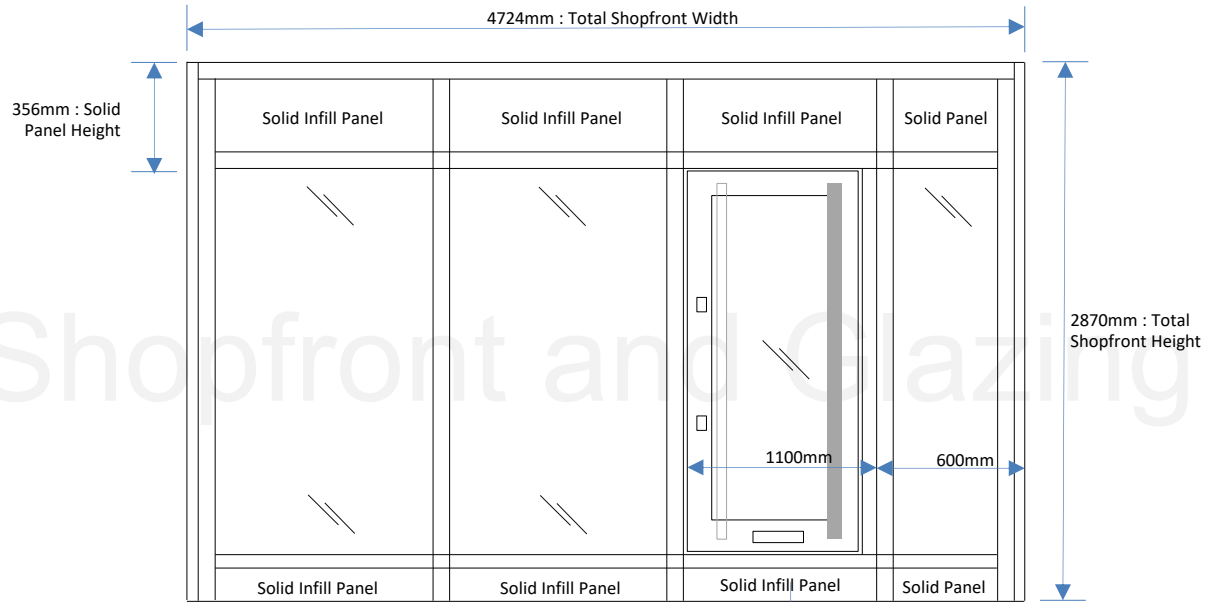 4724mm : Total Shopfront Width
356mm : Solid
Panel Height
Solid Infill Panel
Solid Infill Panel
Solid Infill Panel
Solid Panel
Shopfront and Glazing
2870mm : Total
Shopfront Height
1100mm
600mm
Solid Infill Panel
Solid Infill Panel
Solid Infill Panel
Solid Panel